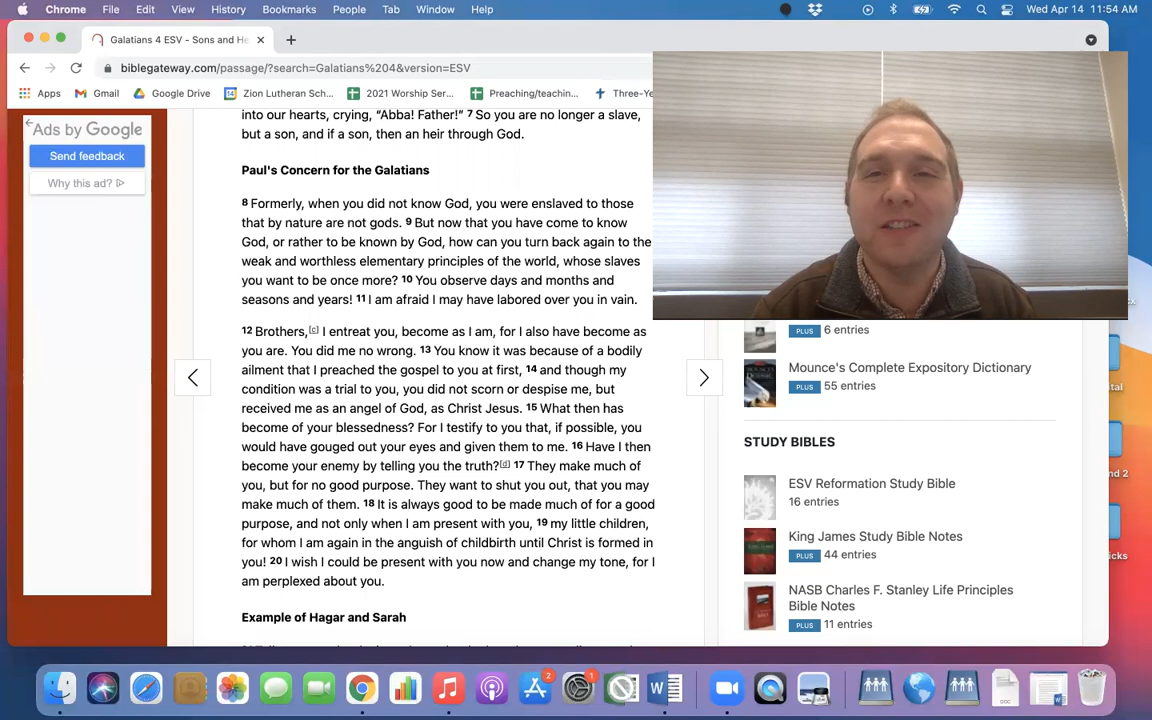 Chrome File Edit View History Bookmarks People Tab Window Help Wed Apr 14 11:54 AM
Galatians 4 ESV - Sons and He
biblegateway.com/passage/?search=Galatians%204&version=ESV
Apps Gmail Google Drive Zion Lutheran Sch... 2021 Worship Ser... Preaching/teachin... Three-Ye
Ads by Google
Send feedback
Why this ad?
into our hearts, crying, “Abba! Father!” 7 So you are no longer a slave,
but a son, and if a son, then an heir through God.
Paul's Concern for the Galatians
8 Formerly, when you did not know God, you were enslaved to those
that by nature are not gods. 9 But now that you have come to know
God, or rather to be known by God, how can you turn back again to the
weak and worthless elementary principles of the world, whose slaves
you want to be once more? 10 You observe days and months and
seasons and years! 11 I am afraid I may have labored over you in vain.
12 Brothers,[c] I entreat you, become as I am, for I also have become as
you are. You did me no wrong. 13 You know it was because of a bodily
ailment that I preached the gospel to you at first, 14 and though my
condition was a trial to you, you did not scorn or despise me, but
received me as an angel of God, as Christ Jesus. 15 What then has
become of your blessedness? For I testify to you that, if possible, you
would have gouged out your eyes and given them to me. 16 Have I then
become your enemy by telling you the truth?[d] 17 They make much of
you, but for no good purpose. They want to shut you out, that you may
make much of them. 18 It is always good to be made much of for a good
purpose, and not only when I am present with you, 19 my little children,
for whom I am again in the anguish of childbirth until Christ is formed in
you! 20 I wish I could be present with you now and change my tone, for I
am perplexed about you.
Example of Hagar and Sarah
PLUS 6 entries
Mounce's Complete Expository Dictionary
PLUS 55 entries
STUDY BIBLES
ESV Reformation Study Bible
16 entries
King James Study Bible Notes
PLUS 44 entries
NASB Charles F. Stanley Life Principles
Bible Notes
PLUS 11 entries
ital
nd 2
icks
2
1
W
DOC